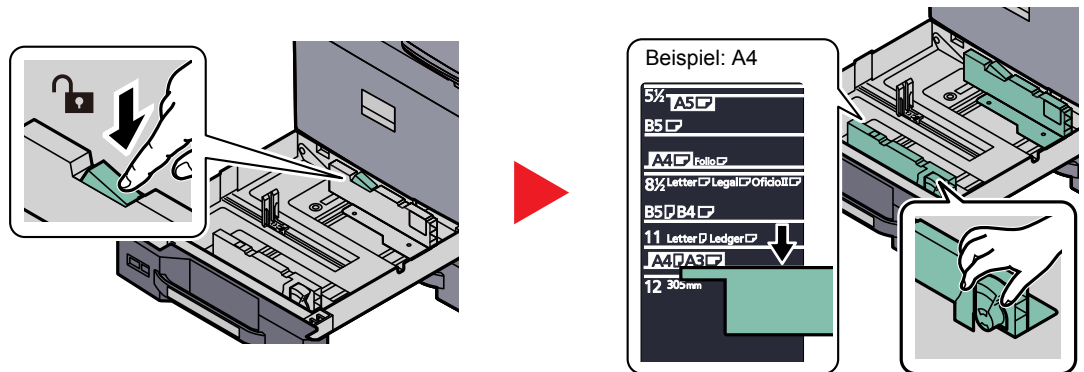 Beispiel: A4
5½ A5
B5
A4 Folio
8½ Letter Legal OficioII
B5 B4
11 Letter Ledger
A4 A3
12 305mm